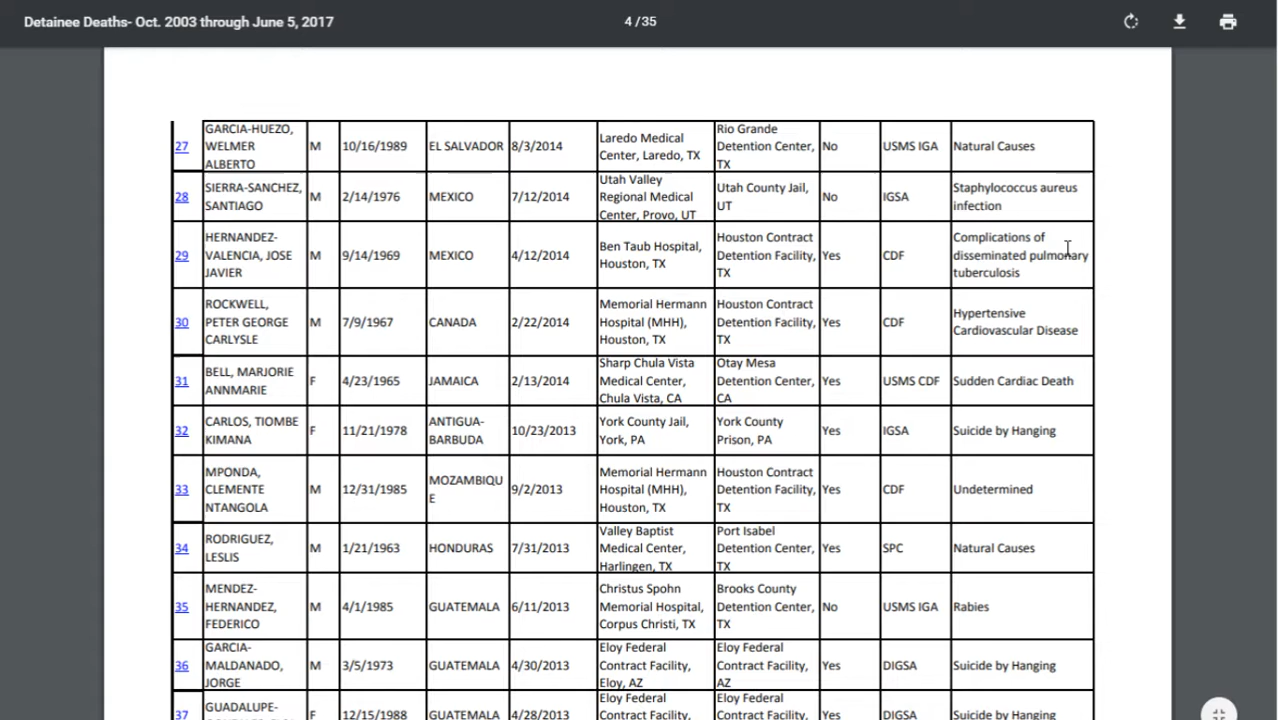 Detainee Deaths- Oct. 2003 through June 5, 2017
4 / 35
27 GARCIA-HUEZO, WELMER ALBERTO M 10/16/1989 EL SALVADOR 8/3/2014 Laredo Medical Center, Laredo, TX Rio Grande Detention Center, TX No USMS IGA Natural Causes
28 SIERRA-SANCHEZ, SANTIAGO M 2/14/1976 MEXICO 7/12/2014 Utah Valley Regional Medical Center, Provo, UT Utah County Jail, UT No IGSA Staphylococcus aureus infection
29 HERNANDEZ-VALENCIA, JOSE JAVIER M 9/14/1969 MEXICO 4/12/2014 Ben Taub Hospital, Houston, TX Houston Contract Detention Facility, TX Yes CDF Complications of disseminated pulmonary tuberculosis
30 ROCKWELL, PETER GEORGE CARLYSLE M 7/9/1967 CANADA 2/22/2014 Memorial Hermann Hospital (MHH), Houston, TX Houston Contract Detention Facility, TX Yes CDF Hypertensive Cardiovascular Disease
31 BELL, MARJORIE ANNMARIE F 4/23/1965 JAMAICA 2/13/2014 Sharp Chula Vista Medical Center, Chula Vista, CA Otay Mesa Detention Center, CA Yes USMS CDF Sudden Cardiac Death
32 CARLOS, TIOMBE KIMANA F 11/21/1978 ANTIGUA-BARBUDA 10/23/2013 York County Jail, York, PA York County Prison, PA Yes IGSA Suicide by Hanging
33 MPONDA, CLEMENTE NTANGOLA M 12/31/1985 MOZAMBIQUE 9/2/2013 Memorial Hermann Hospital (MHH), Houston, TX Houston Contract Detention Facility, TX Yes CDF Undetermined
34 RODRIGUEZ, LESLIS M 1/21/1963 HONDURAS 7/31/2013 Valley Baptist Medical Center, Harlingen, TX Port Isabel Detention Center, TX Yes SPC Natural Causes
35 MENDEZ-HERNANDEZ, FEDERICO M 4/1/1985 GUATEMALA 6/11/2013 Christus Spohn Memorial Hospital, Corpus Christi, TX Brooks County Detention Center, TX No USMS IGA Rabies
36 GARCIA-MALDANADO, JORGE M 3/5/1973 GUATEMALA 4/30/2013 Eloy Federal Contract Facility, Eloy, AZ Eloy Federal Contract Facility, AZ Yes DIGSA Suicide by Hanging
37 GUADALUPE- F 12/15/1988 GUATEMALA 4/28/2013 Eloy Federal Contract Facility, Eloy Federal Contract Facility, Yes DIGSA Suicide by Hanging